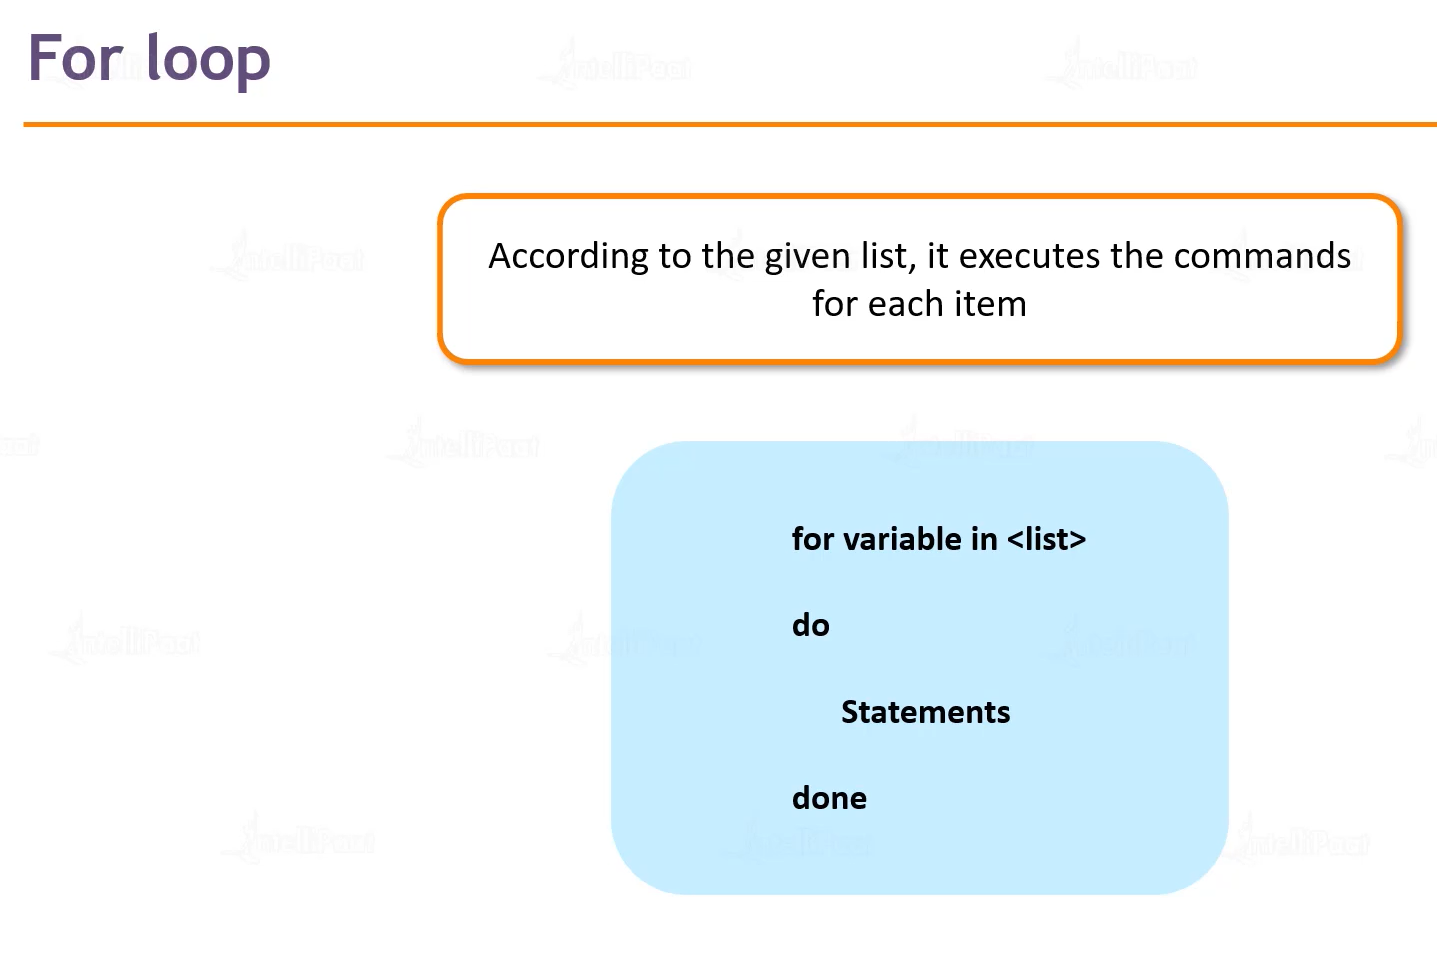 For loop
According to the given list, it executes the commands
for each item
for variable in <list>
do
Statements
done